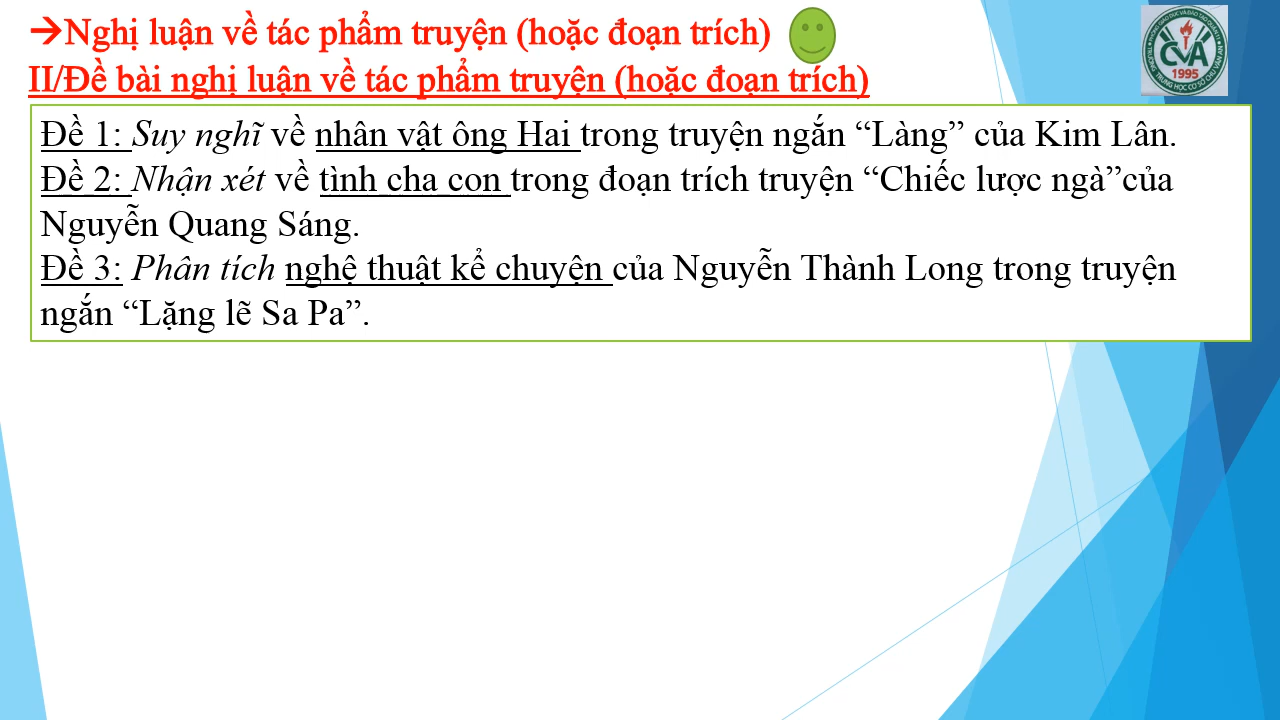 →Nghị luận về tác phẩm truyện (hoặc đoạn trích)
II/Đề bài nghị luận về tác phẩm truyện (hoặc đoạn trích)
Đề 1: Suy nghĩ về nhân vật ông Hai trong truyện ngắn “Làng” của Kim Lân.
Đề 2: Nhận xét về tình cha con trong đoạn trích truyện “Chiếc lược ngà”của
Nguyễn Quang Sáng.
Đề 3: Phân tích nghệ thuật kể chuyện của Nguyễn Thành Long trong truyện
ngắn “Lặng lẽ Sa Pa”.
CVA
1995